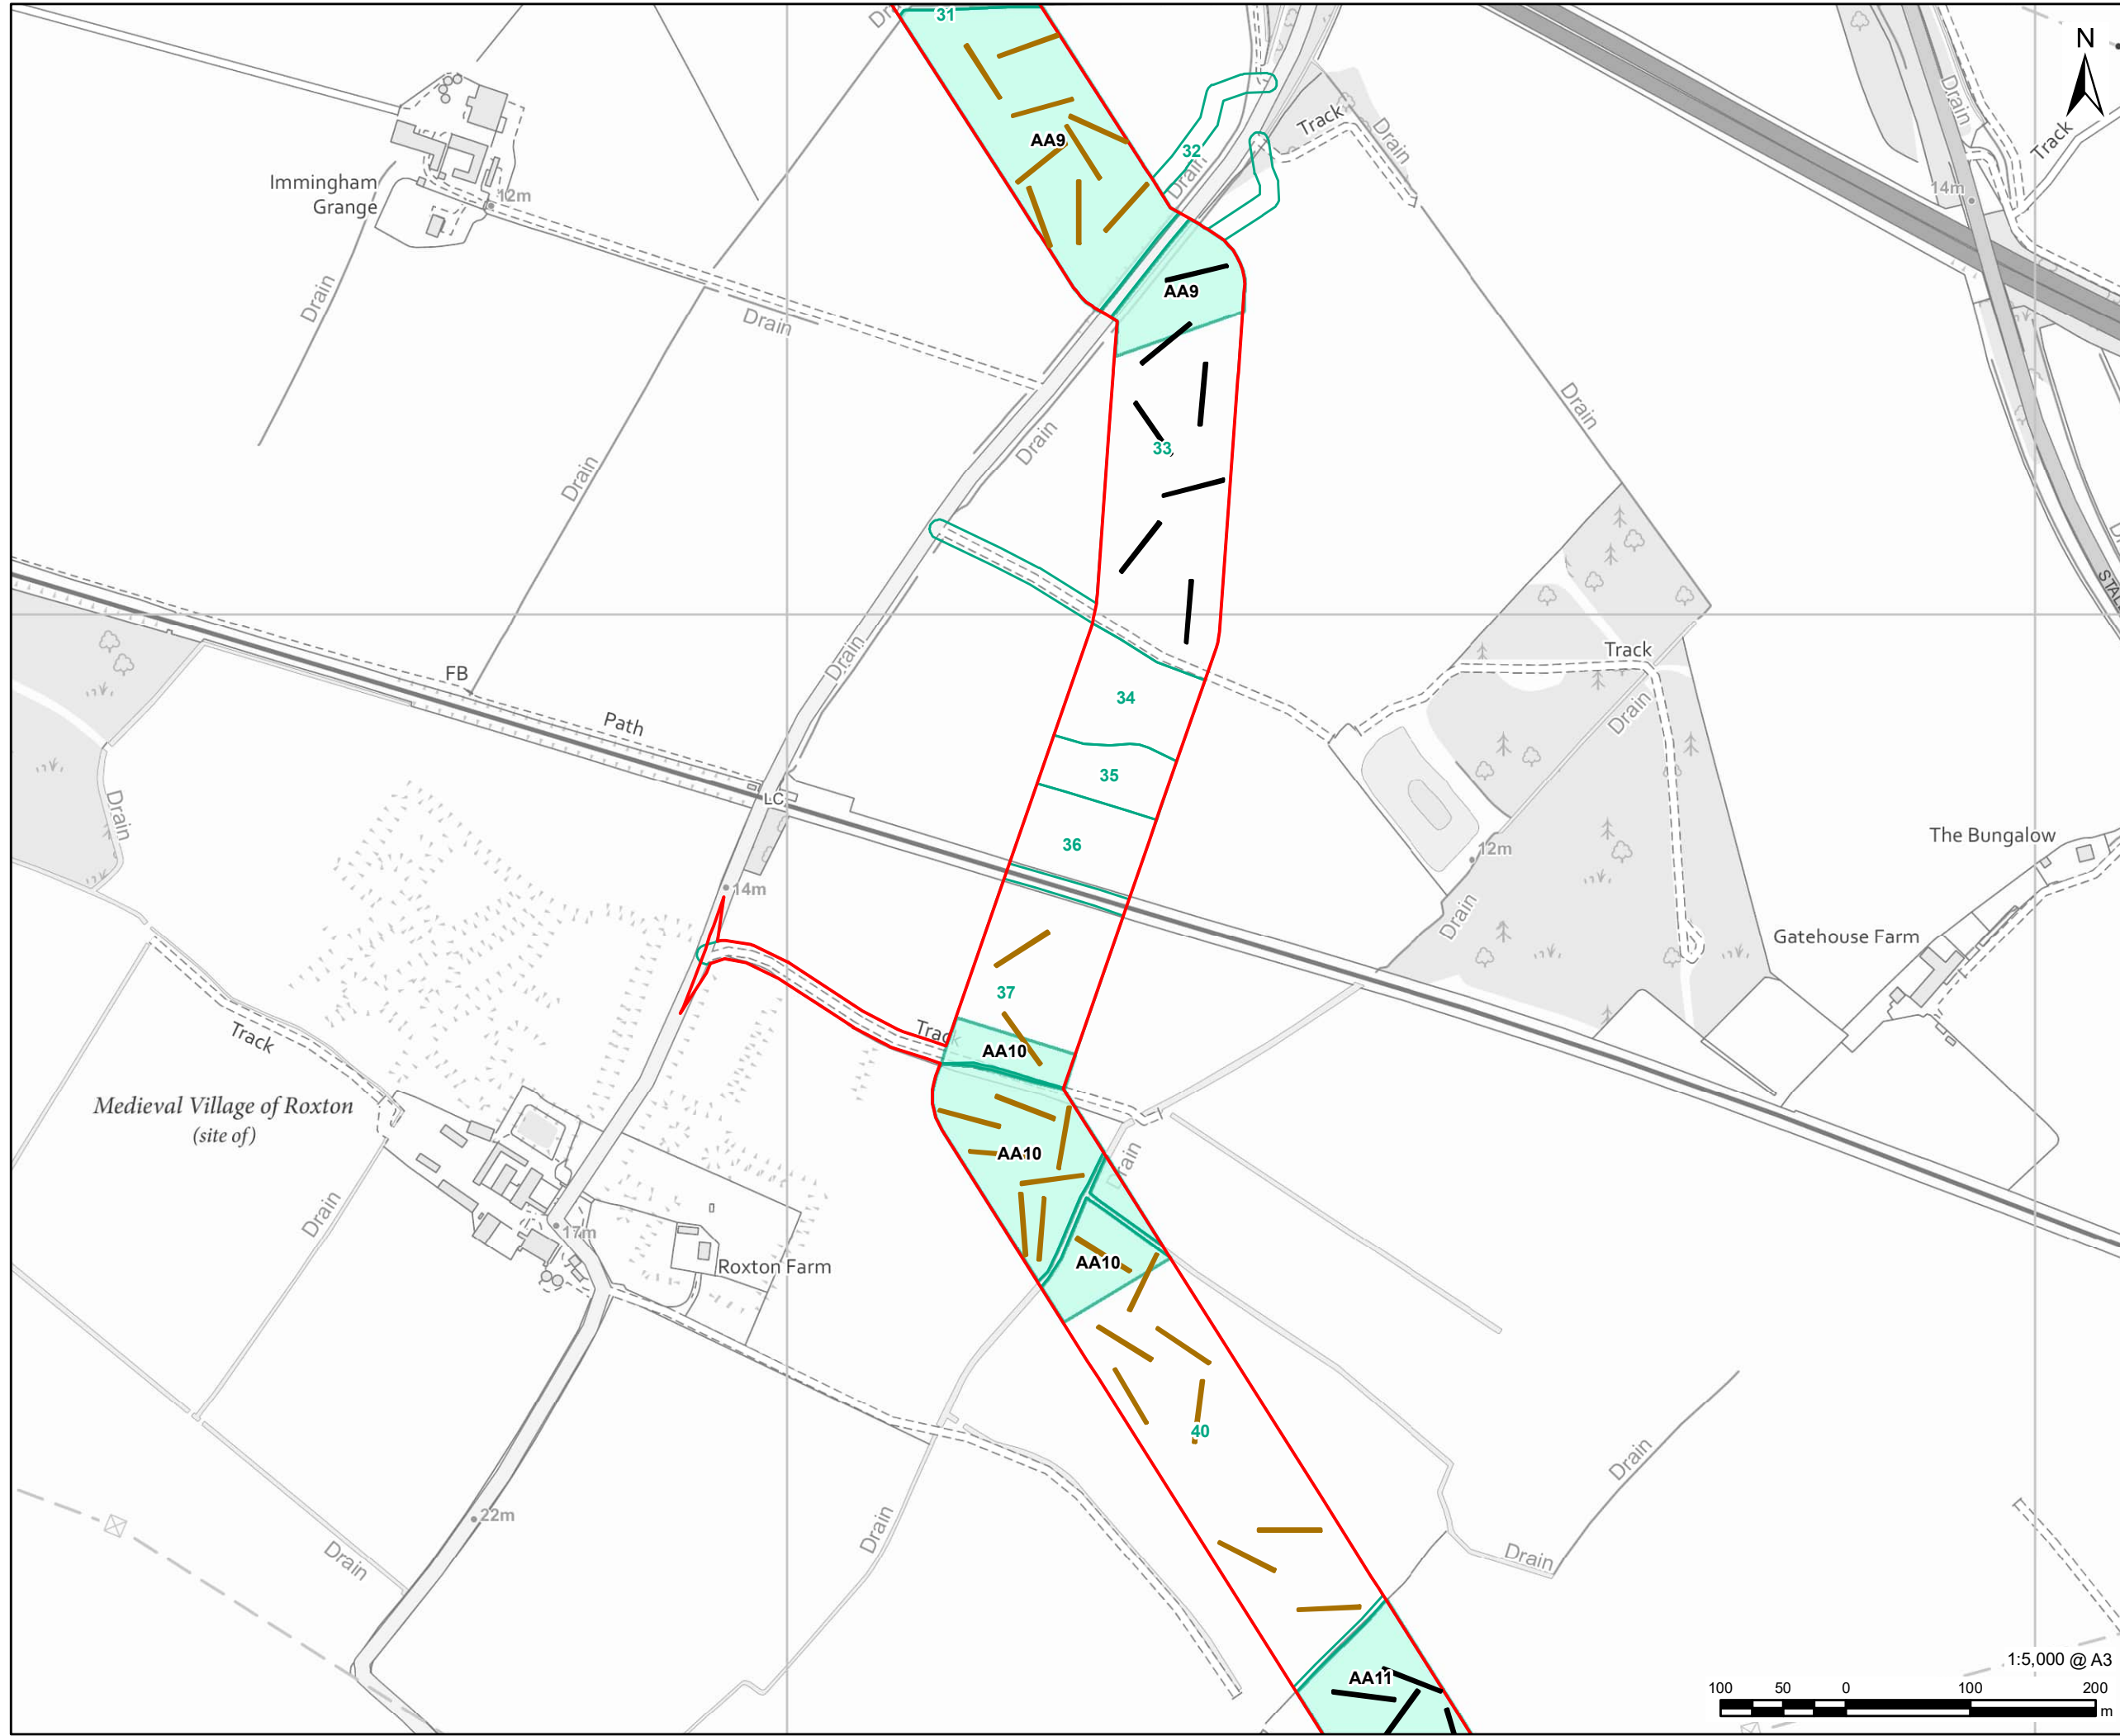 31
N
Drain
Track
Drain
Drain
Track
AA9
32
Drain
Immingham
Grange
12m
14m
AA9
Drain
Drain
Drain
Drain
Drain
33
Track
FB
Drain
Path
34
Drain
35
LC
Drain
36
The Bungalow
12m
14m
Drain
Gatehouse Farm
37
Track
Track
AA10
Medieval Village of Roxton
(site of)
AA10
Drain
Drain
17m
Roxton Farm
AA10
40
Drain
22m
Drain
Drain
Drain
1:5,000 @ A3
AA11
100 50 0 100 200
m